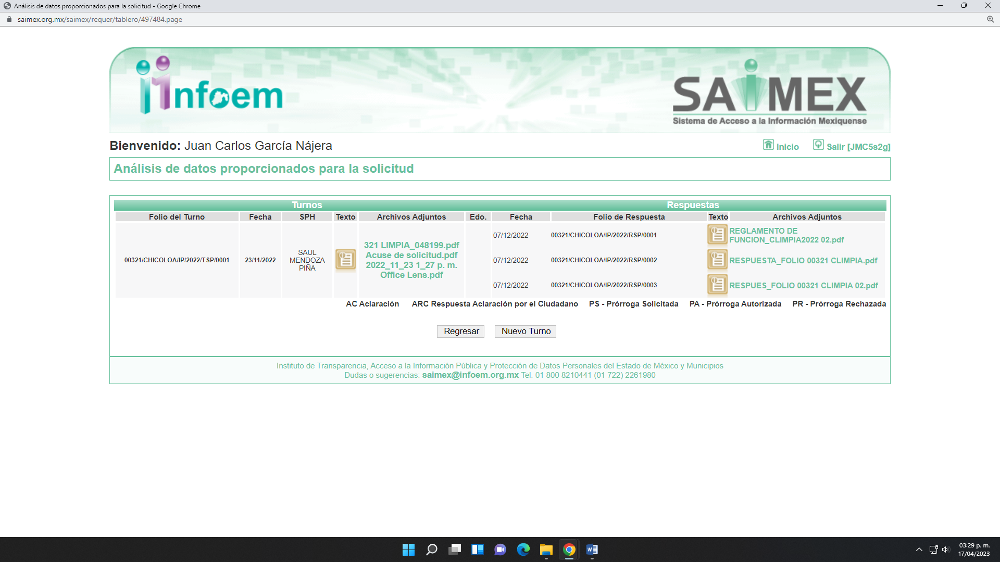 Análisis de datos proporcionados para la solicitud - Google Chrome
saimex.org.mx/saimex/requer/tablero/497484.page
infoem
SAIMEX
Sistema de Acceso a la Información Mexiquense
Bienvenido: Juan Carlos García Nájera
Inicio Salir [JMC5s2g]
Análisis de datos proporcionados para la solicitud
Turnos Respuestas
Folio del Turno Fecha SPH Texto Archivos Adjuntos Edo. Fecha Folio de Respuesta Texto Archivos Adjuntos
00321/CHICOLOA/IP/2022/TSP/0001 23/11/2022
SAUL
MENDOZA
PIÑA
321 LIMPIA_048199.pdf
Acuse de solicitud.pdf
2022_11_23 1_27 p. m.
Office Lens.pdf
07/12/2022 00321/CHICOLOA/IP/2022/RSP/0001
REGLAMENTO DE
FUNCION_CLIMPIA2022 02.pdf
07/12/2022 00321/CHICOLOA/IP/2022/RSP/0002 RESPUESTA_FOLIO 00321 CLIMPIA.pdf
07/12/2022 00321/CHICOLOA/IP/2022/RSP/0003 RESPUES_FOLIO 00321 CLIMPIA 02.pdf
AC Aclaración ARC Respuesta Aclaración por el Ciudadano PS - Prórroga Solicitada PA - Prórroga Autorizada PR - Prórroga Rechazada
Regresar Nuevo Turno
Instituto de Transparencia, Acceso a la Información Pública y Protección de Datos Personales del Estado de México y Municipios
Dudas o sugerencias: saimex@infoem.org.mx Tel. 01 800 8210441 (01 722) 2261980
03:29 p. m.
17/04/2023